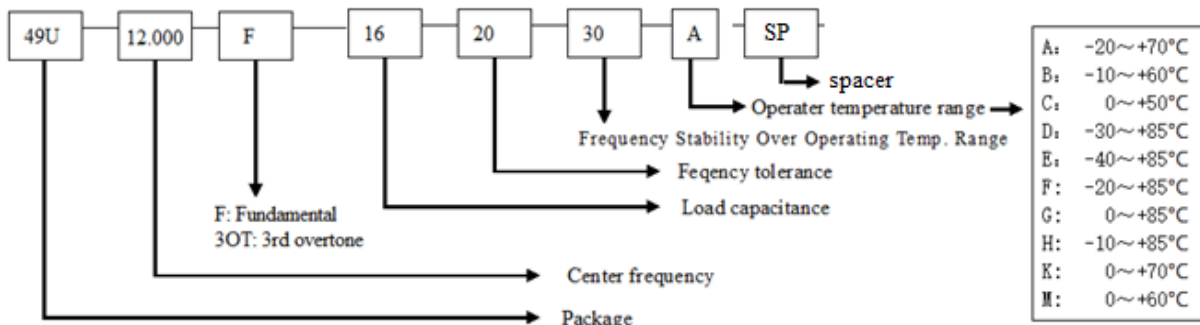 49U 12.000 F 16 20 30 A SP
spacer
Operater temperature range
Frequency Stability Over Operating Temp. Range
Feqency tolerance
Load capacitance
F: Fundamental
3OT: 3rd overtone
Center frequency
Package
A: -20～+70℃
B: -10～+60℃
C: 0～+50℃
D: -30～+85℃
E: -40～+85℃
F: -20～+85℃
G: 0～+85℃
H: -10～+85℃
K: 0～+70℃
M: 0～+60℃